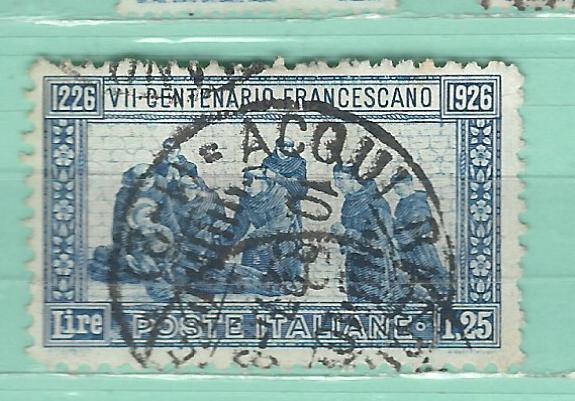 1226 VII·CENTENARIO FRANCESCANO 1926
ACQUI
Lire POSTE ITALIANE· 1,25